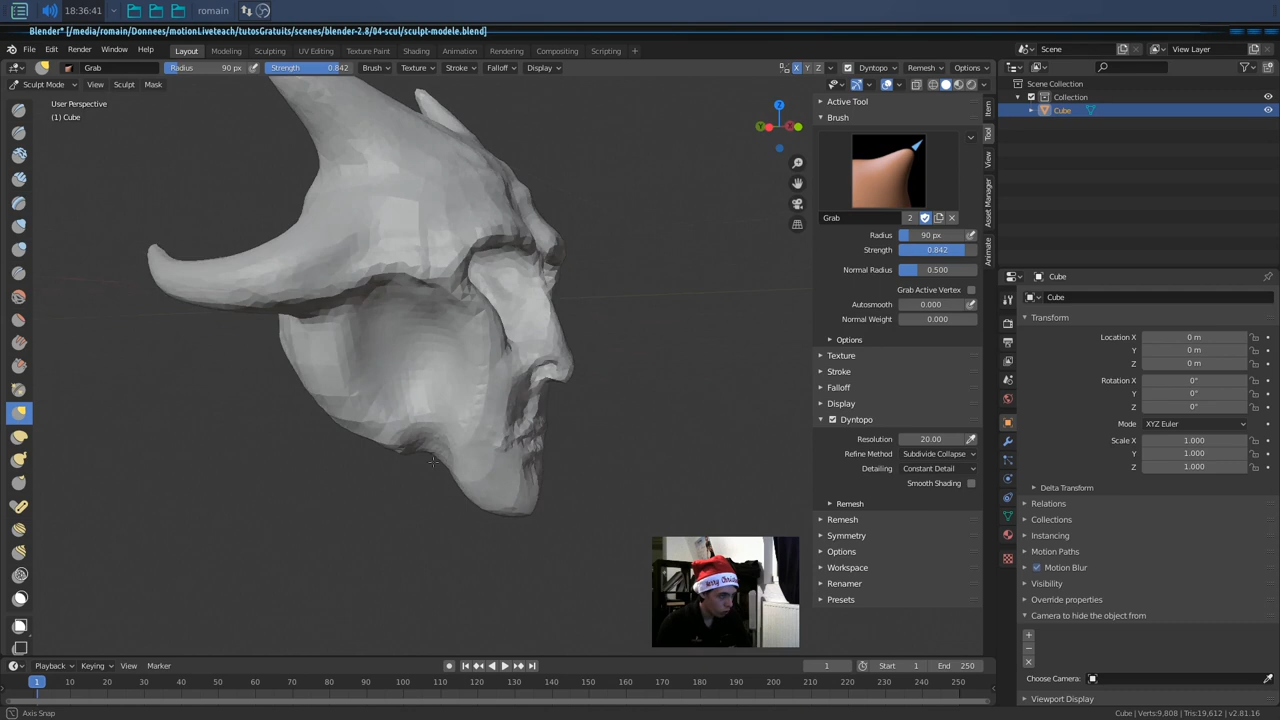 18:36:41 romain
Blender* [/media/romain/Donnees/motionLiveteach/tutosGratuits/scenes/blender-2.8/04-scul/sculpt-modele.blend]
File Edit Render Window Help Layout Modeling Sculpting UV Editing Texture Paint Shading Animation Rendering Compositing Scripting + Scene View Layer
Grab Radius 90 px Strength 0.842 Brush Texture Stroke Falloff Display X Y Z Dyntopo Remesh Options
Sculpt Mode View Sculpt Mask
User Perspective
(1) Cube
Z
Y X
Active Tool
Brush
Grab 2
Radius 90 px
Strength 0.842
Normal Radius 0.500
Grab Active Vertex
Autosmooth 0.000
Normal Weight 0.000
Options
Texture
Stroke
Falloff
Display
Dyntopo
Resolution 20.00
Refine Method Subdivide Collapse
Detailing Constant Detail
Smooth Shading
Remesh
Remesh
Symmetry
Options
Workspace
Renamer
Presets
Item
Tool
View
Asset Manager
Animate
Scene Collection
Collection
Cube
Cube
Cube
Transform
Location X 0 m
Y 0 m
Z 0 m
Rotation X 0°
Y 0°
Z 0°
Mode XYZ Euler
Scale X 1.000
Y 1.000
Z 1.000
Delta Transform
Relations
Collections
Instancing
Motion Paths
Motion Blur
Visibility
Override properties
Camera to hide the object from
Choose Camera:
Viewport Display
Merry Christmas
Playback Keying View Marker 1 Start 1 End 250
1 10 20 30 40 50 60 70 80 90 100 110 120 130 140 150 160 170 180 190 200 210 220 230 240 250
Axis Snap Cube | Verts:9,808 | Tris:19,612 | v2.81.16